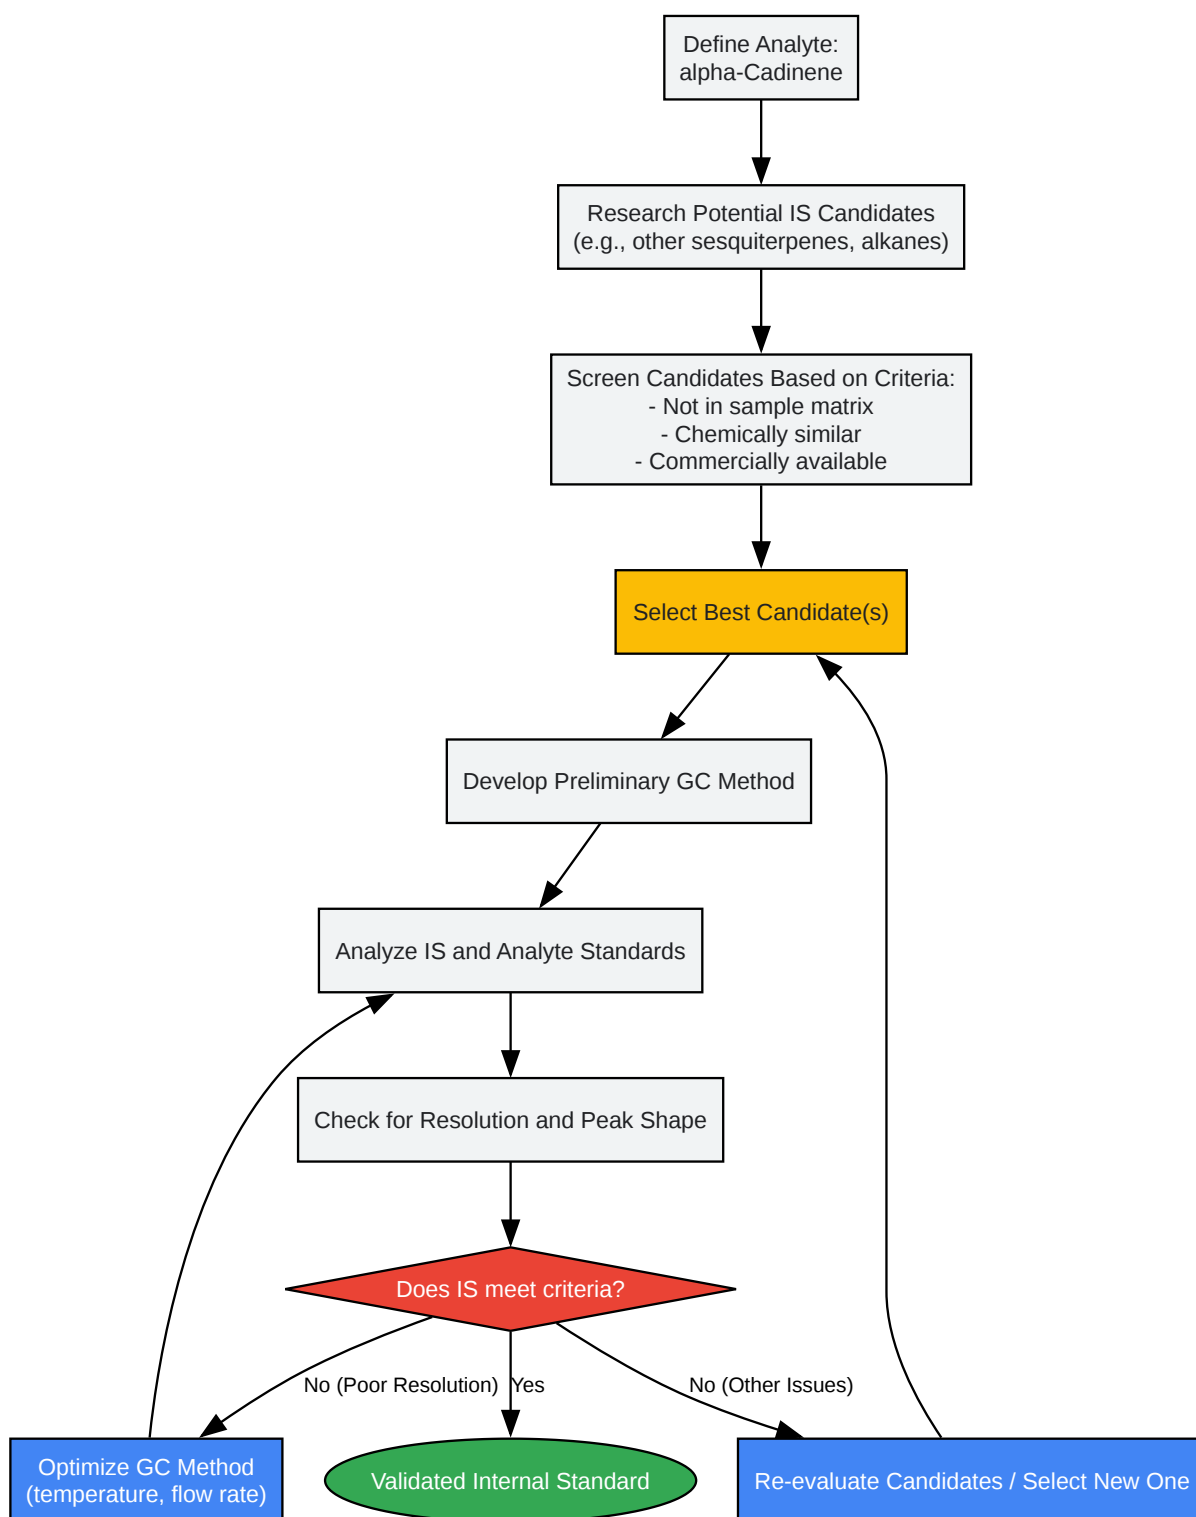 Define Analyte:
alpha-Cadinene
Research Potential IS Candidates
(e.g., other sesquiterpenes, alkanes)
Screen Candidates Based on Criteria:
- Not in sample matrix
- Chemically similar
- Commercially available
Select Best Candidate(s)
Develop Preliminary GC Method
Analyze IS and Analyte Standards
Check for Resolution and Peak Shape
Does IS meet criteria?
No (Poor Resolution)
Yes
No (Other Issues)
Optimize GC Method
(temperature, flow rate)
Validated Internal Standard
Re-evaluate Candidates / Select New One